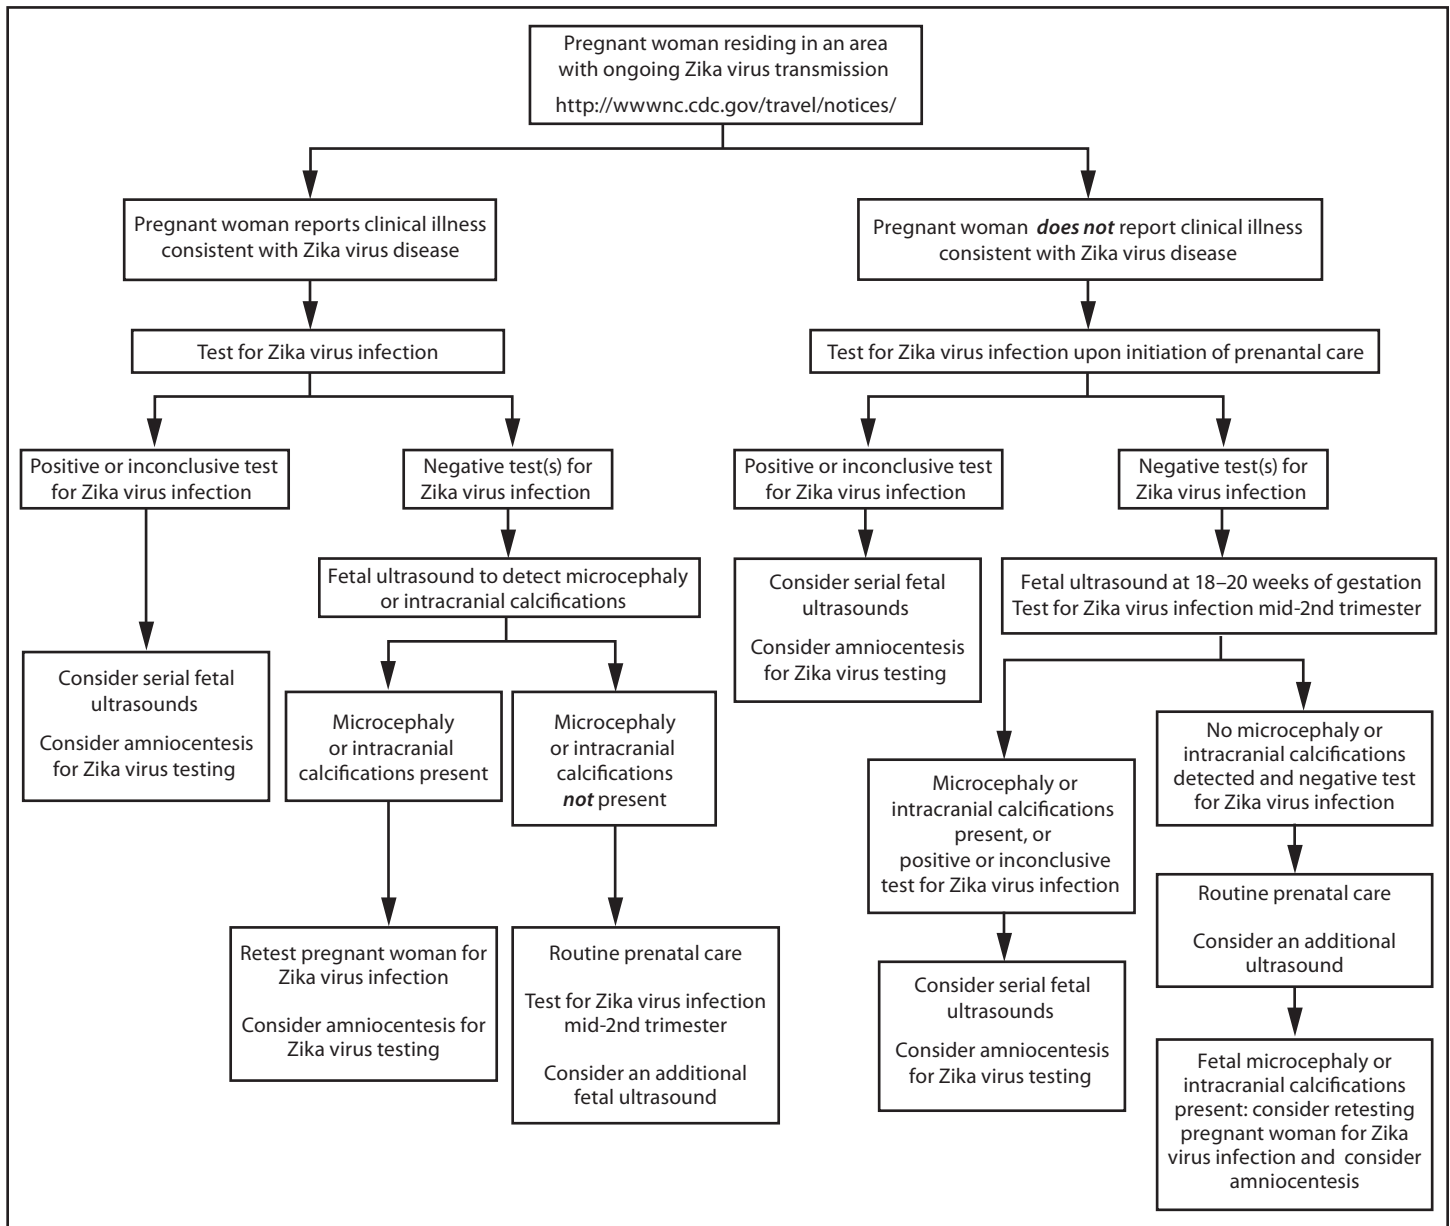 Pregnant woman residing in an area
with ongoing Zika virus transmission
http://wwwnc.cdc.gov/travel/notices/
Pregnant woman reports clinical illness
consistent with Zika virus disease
Pregnant woman does not report clinical illness
consistent with Zika virus disease
Test for Zika virus infection
Test for Zika virus infection upon initiation of prenantal care
Positive or inconclusive test
for Zika virus infection
Negative test(s) for
Zika virus infection
Positive or inconclusive test
for Zika virus infection
Negative test(s) for
Zika virus infection
Fetal ultrasound to detect microcephaly
or intracranial calcifications
Consider serial fetal
ultrasounds
Consider amniocentesis
for Zika virus testing
Fetal ultrasound at 18–20 weeks of gestation
Test for Zika virus infection mid-2nd trimester
Consider serial fetal
ultrasounds
Consider amniocentesis
for Zika virus testing
Microcephaly
or intracranial
calcifications present
Microcephaly
or intracranial
calcifications
not present
Microcephaly or
intracranial calcifications
present, or
positive or inconclusive
test for Zika virus infection
No microcephaly or
intracranial calcifications
detected and negative test
for Zika virus infection
Retest pregnant woman for
Zika virus infection
Consider amniocentesis for
Zika virus testing
Routine prenatal care
Test for Zika virus infection
mid-2nd trimester
Consider an additional
fetal ultrasound
Consider serial fetal
ultrasounds
Consider amniocentesis
for Zika virus testing
Routine prenatal care
Consider an additional
ultrasound
Fetal microcephaly or
intracranial calcifications
present: consider retesting
pregnant woman for Zika
virus infection and consider
amniocentesis